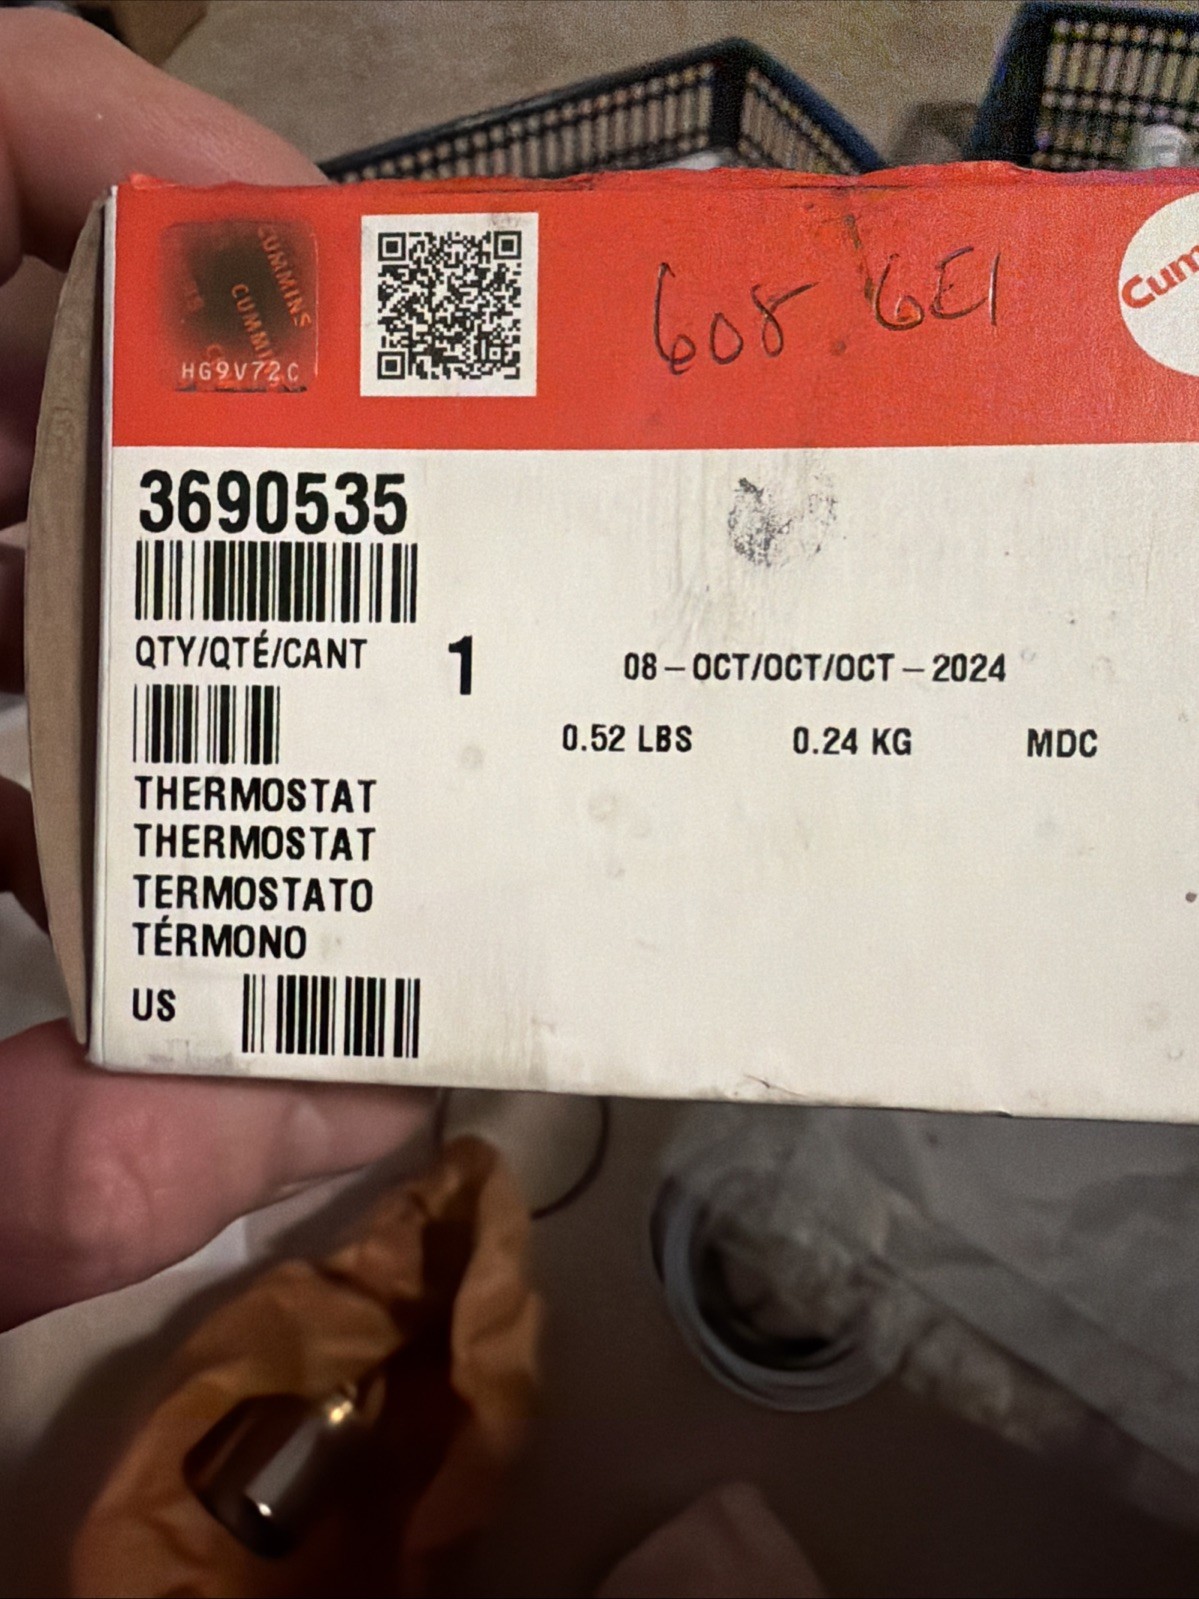 CUMMINS
CUMMINS
HG9V72C
608 6E1
Cum
3690535
QTY/QTÉ/CANT 1
08-OCT/OCT/OCT-2024
0.52 LBS 0.24 KG MDC
THERMOSTAT
THERMOSTAT
TERMOSTATO
TÉRMONO
US